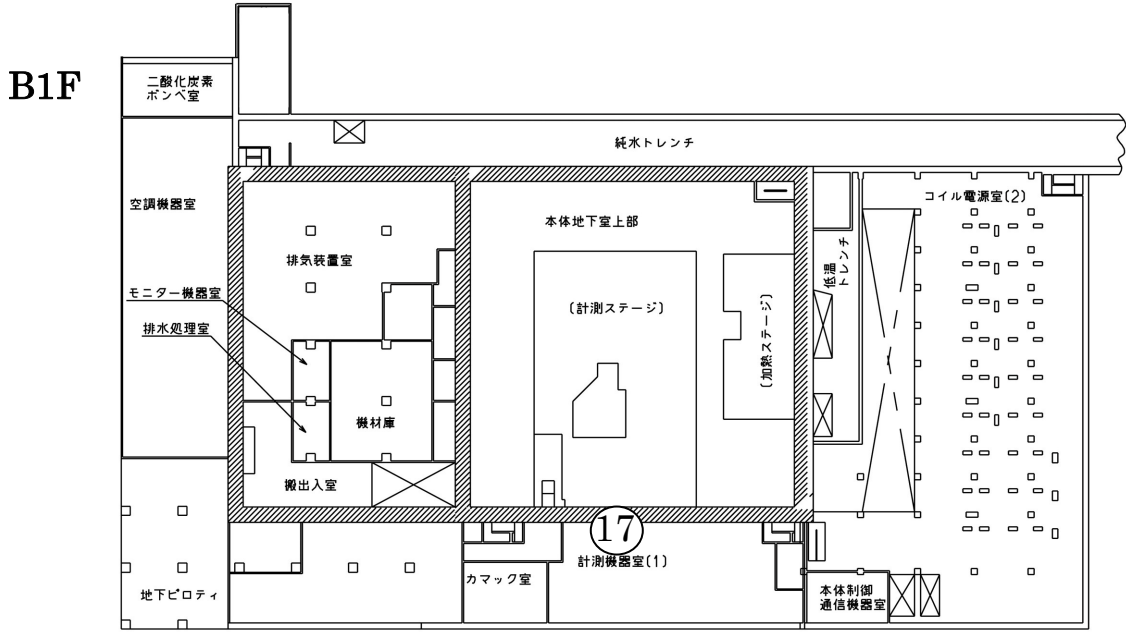 B1F
二酸化炭素
ボンベ室
純水トレンチ
空調機器室
コイル電源室(2)
本体地下室上部
排気装置室
低温
トレンチ
モニター機器室
(計測ステージ)
(加熱ステージ)
排水処理室
機材庫
搬出入室
17
計測機器室(1)
カマック室
地下ピロティ
本体制御
通信機器室